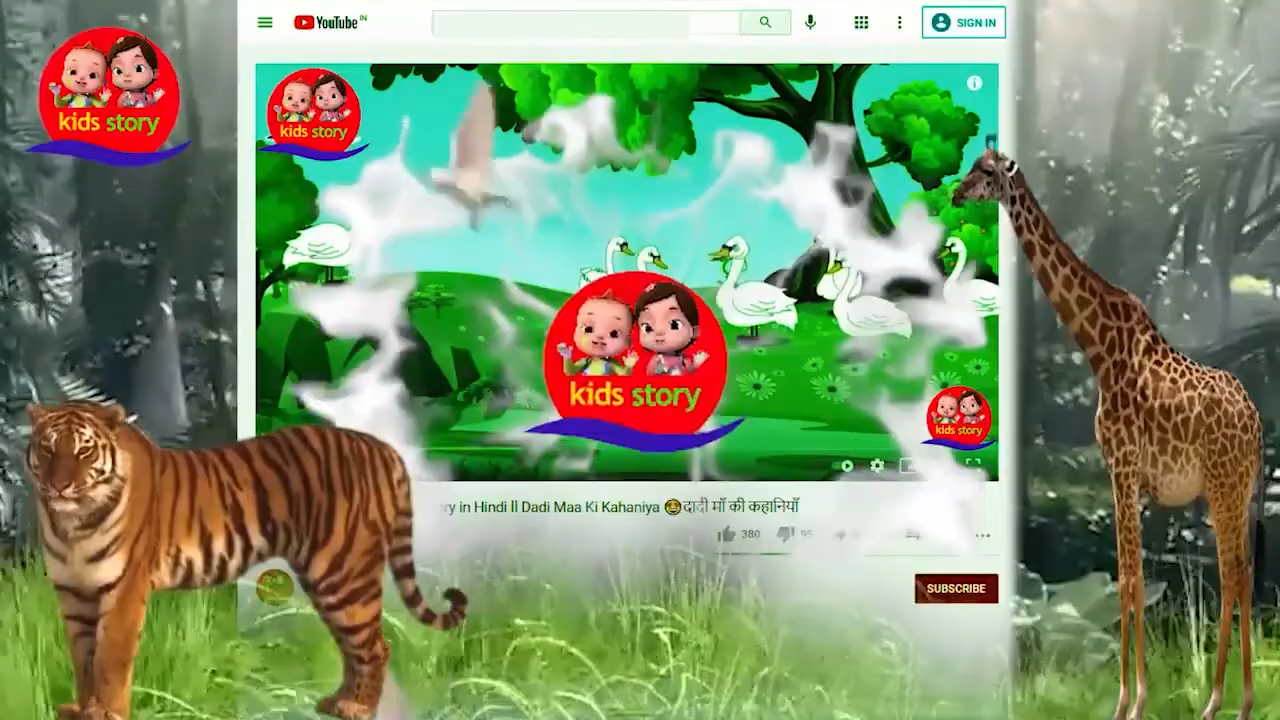 YouTube IN
SIGN IN
kids story
kids story
kids story
kids story
in Hindi ll Dadi Maa Ki Kahaniya 😄दादी माँ की कहानियाँ
380
SUBSCRIBE